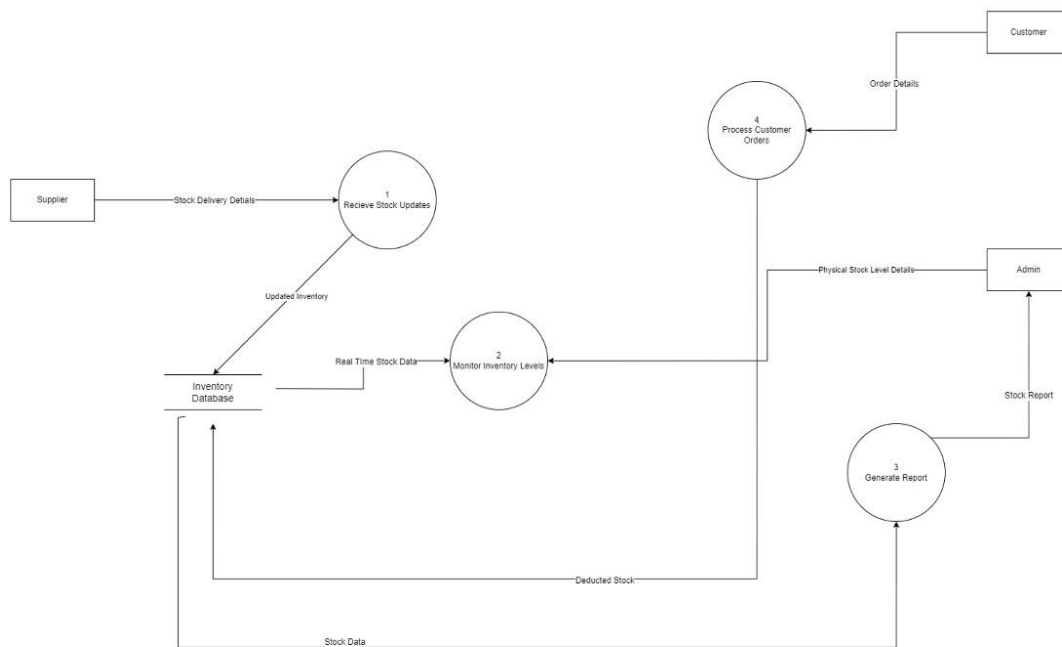 Customer
Order Details
4
Process Customer
Orders
Supplier
Stock Delivery Detials
1
Recieve Stock Updates
Physical Stock Level Details
Admin
Updated Inventory
Real Time Stock Data
2
Monitor Inventory Levels
Inventory
Database
Stock Report
3
Generate Report
Deducted Stock
Stock Data